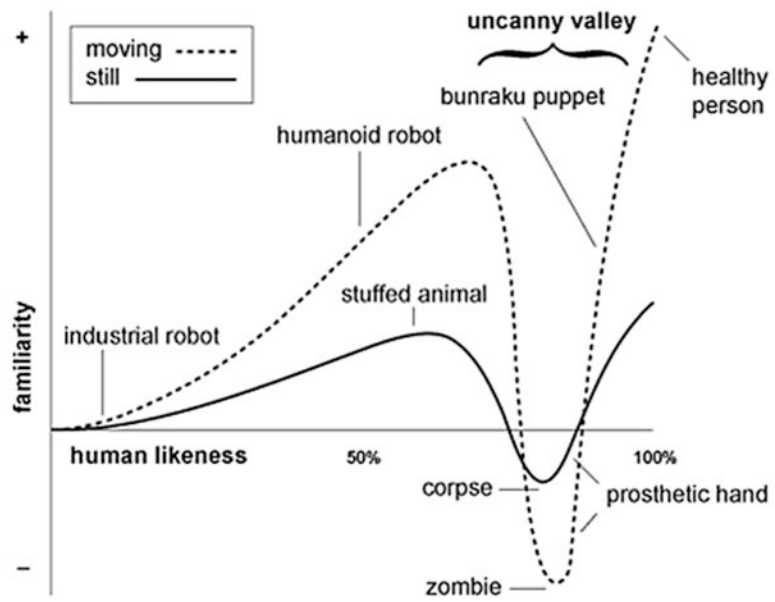 +
uncanny valley
moving
still
bunraku puppet
healthy
person
humanoid robot
stuffed animal
industrial robot
familiarity
human likeness
50%
100%
corpse
prosthetic hand
–
zombie